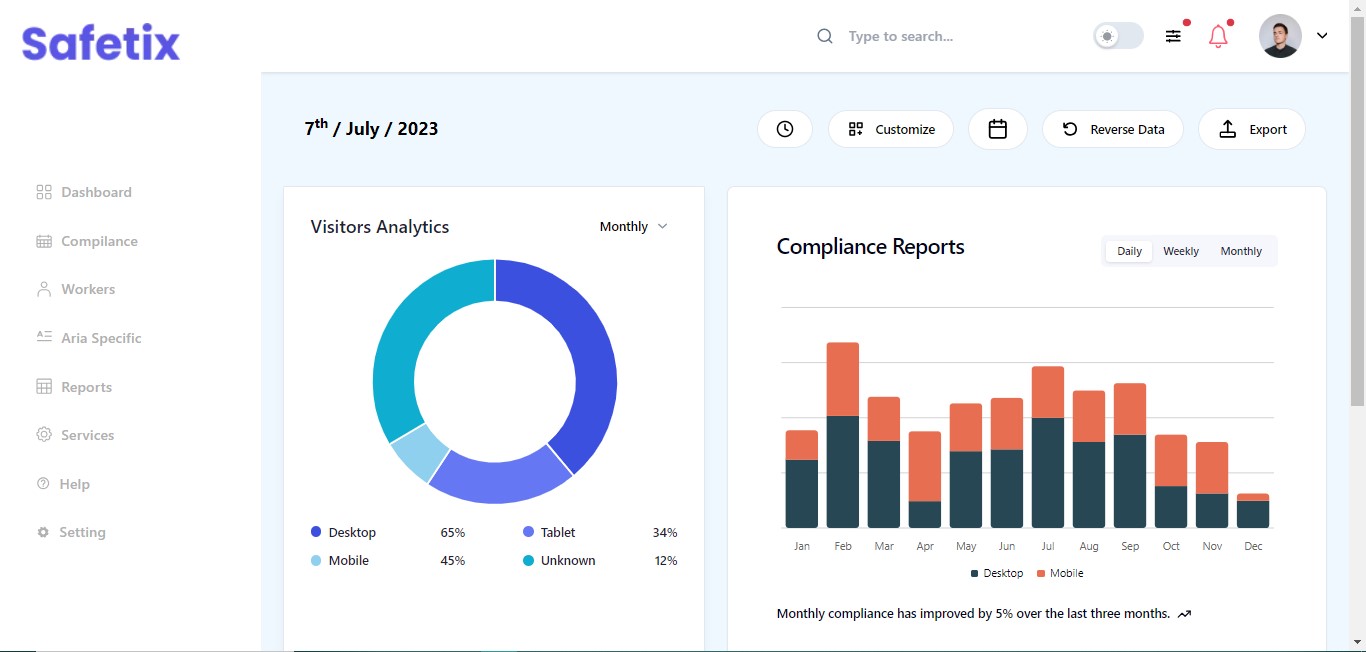 Safetix
Type to search...
7th / July / 2023
Customize
Reverse Data
Export
Dashboard
Compilance
Workers
Aria Specific
Reports
Services
Help
Setting
Visitors Analytics
Monthly
Desktop 65%
Tablet 34%
Mobile 45%
Unknown 12%
Compliance Reports
Daily Weekly Monthly
Jan Feb Mar Apr May Jun Jul Aug Sep Oct Nov Dec
Desktop Mobile
Monthly compliance has improved by 5% over the last three months.